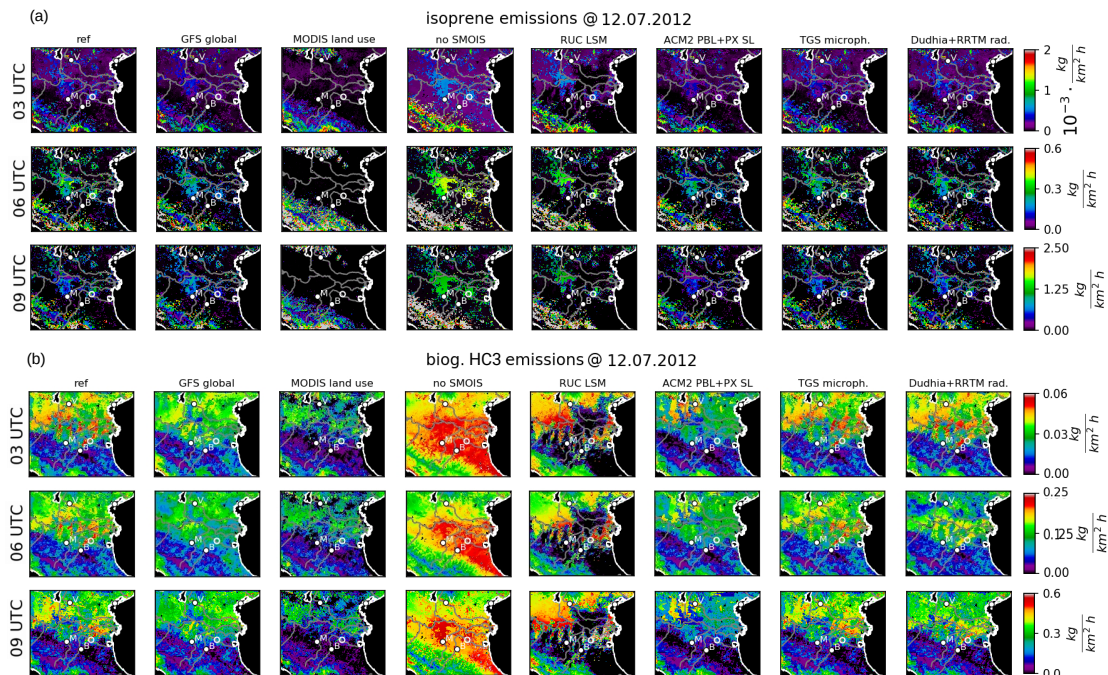 (a)
isoprene emissions @ 12.07.2012
ref GFS global MODIS land use no SMOIS RUC LSM ACM2 PBL+PX SL TGS microph. Dudhia+RRTM rad.
03 UTC
V M B
2
1
0
10⁻³ · kg / km² h
06 UTC
V M B
0.6
0.3
0.0
kg / km² h
09 UTC
V M B
2.50
1.25
0.00
kg / km² h
(b)
biog. HC3 emissions @ 12.07.2012
ref GFS global MODIS land use no SMOIS RUC LSM ACM2 PBL+PX SL TGS microph. Dudhia+RRTM rad.
03 UTC
V M B
0.06
0.03
0.00
kg / km² h
06 UTC
V M B
0.25
0.125
0.00
kg / km² h
09 UTC
V M B
0.6
0.3
0.0
kg / km² h